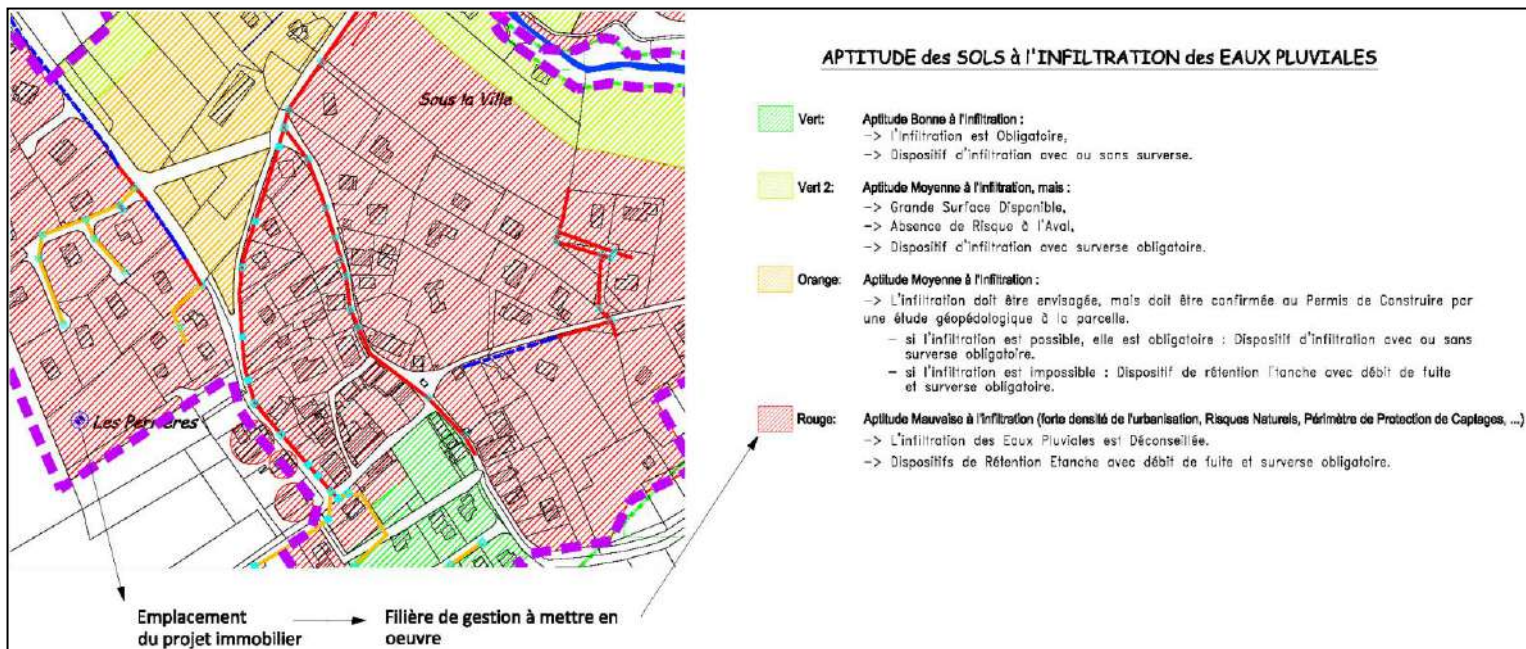 Sous la Ville
Les Perrières
Emplacement
du projet immobilier
Filière de gestion à mettre en
oeuvre
APTITUDE des SOLS à l'INFILTRATION des EAUX PLUVIALES
Vert: Aptitude Bonne à l'Infiltration :
-> l'Infiltration est Obligatoire,
-> Dispositif d'infiltration avec ou sans surverse.
Vert 2: Aptitude Moyenne à l'Infiltration, mais :
-> Grande Surface Disponible,
-> Absence de Risque à l'Aval,
-> Dispositif d'infiltration avec surverse obligatoire.
Orange: Aptitude Moyenne à l'Infiltration :
-> L'infiltration doit être envisagée, mais doit être confirmée au Permis de Construire par
une étude géopédologique à la parcelle.
- si l'infiltration est possible, elle est obligatoire : Dispositif d'infiltration avec ou sans
surverse obligatoire.
- si l'infiltration est impossible : Dispositif de rétention Etanche avec débit de fuite
et surverse obligatoire.
Rouge: Aptitude Mauvaise à l'infiltration (forte densité de l'urbanisation, Risques Naturels, Périmètre de Protection de Captages, ...)
-> L'infiltration des Eaux Pluviales est Déconseillée.
-> Dispositifs de Rétention Etanche avec débit de fuite et surverse obligatoire.